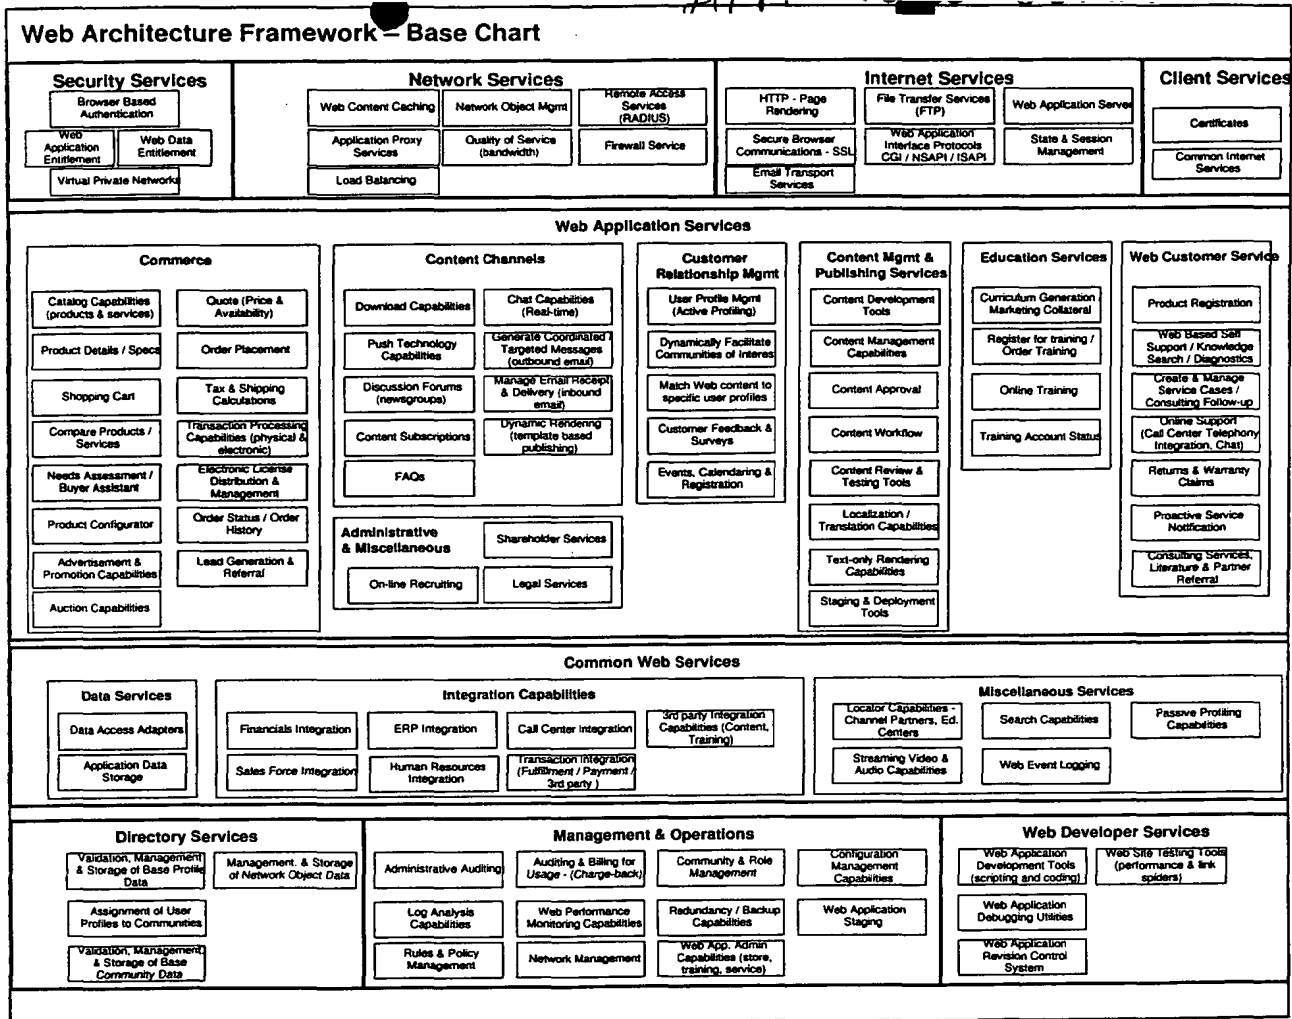 Web Architecture Framework – Base Chart
Security Services
Browser Based
Authentication
Web
Application
Entitlement
Web Data
Entitlement
Virtual Private Networks
Network Services
Web Content Caching
Network Object Mgmt
Remote Access
Services
(RADIUS)
Application Proxy
Services
Quality of Service
(bandwidth)
Firewall Service
Load Balancing
Internet Services
HTTP - Page
Rendering
File Transfer Services
(FTP)
Web Application Server
Secure Browser
Communications - SSL
Web Application
Interface Protocols
CGI / NSAPI / ISAPI
State & Session
Management
Email Transport
Services
Client Services
Certificates
Common Internet
Services
Web Application Services
Commerce
Catalog Capabilities
(products & services)
Quote (Price &
Availability)
Product Details / Specs
Order Placement
Shopping Cart
Tax & Shipping
Calculations
Compare Products /
Services
Transaction Processing
Capabilities (physical &
electronic)
Needs Assessment /
Buyer Assistant
Electronic License
Distribution &
Management
Product Configurator
Order Status / Order
History
Advertisement &
Promotion Capabilities
Lead Generation &
Referral
Auction Capabilities
Content Channels
Download Capabilities
Chat Capabilities
(Real-time)
Push Technology
Capabilities
Generate Coordinated /
Targeted Messages
(outbound email)
Discussion Forums
(newsgroups)
Manage Email Receipt
& Delivery (inbound
email)
Content Subscriptions
Dynamic Rendering
(template based
publishing)
FAQs
Administrative
& Miscellaneous
Shareholder Services
On-line Recruiting
Legal Services
Customer
Relationship Mgmt
User Profile Mgmt
(Active Profiling)
Dynamically Facilitate
Communities of Interes
Match Web content to
specific user profiles
Customer Feedback &
Surveys
Events, Calendaring &
Registration
Content Mgmt &
Publishing Services
Content Development
Tools
Content Management
Capabilities
Content Approval
Content Workflow
Content Review &
Testing Tools
Localization /
Translation Capabilities
Text-only Rendering
Capabilities
Staging & Deployment
Tools
Education Services
Curriculum Generation /
Marketing Collateral
Register for training /
Order Training
Online Training
Training Account Status
Web Customer Service
Product Registration
Web Based Self
Support / Knowledge
Search / Diagnostics
Create & Manage
Service Cases /
Consulting Follow-up
Online Support
(Call Center Telephony
Integration, Chat)
Returns & Warranty
Claims
Proactive Service
Notification
Consulting Services,
Literature & Partner
Referral
Common Web Services
Data Services
Data Access Adapters
Application Data
Storage
Integration Capabilities
Financials Integration
ERP Integration
Call Center Integration
3rd party Integration
Capabilities (Content,
Training)
Sales Force Integration
Human Resources
Integration
Transaction Integration
(Fulfillment / Payment /
3rd party )
Miscellaneous Services
Locator Capabilities -
Channel Partners, Ed.
Centers
Search Capabilities
Passive Profiling
Capabilities
Streaming Video &
Audio Capabilities
Web Event Logging
Directory Services
Validation, Management
& Storage of Base Profile
Data
Management. & Storage
of Network Object Data
Assignment of User
Profiles to Communities
Validation, Management,
& Storage of Base
Community Data
Management & Operations
Administrative Auditing
Auditing & Billing for
Usage - (Charge-back)
Community & Role
Management
Configuration
Management
Capabilities
Log Analysis
Capabilities
Web Performance
Monitoring Capabilities
Redundancy / Backup
Capabilities
Web Application
Staging
Rules & Policy
Management
Network Management
Web App. Admin
Capabilities (store,
training, service)
Web Developer Services
Web Application
Development Tools
(scripting and coding)
Web Site Testing Tools
(performance & link
spiders)
Web Application
Debugging Utilities
Web Application
Revision Control
System